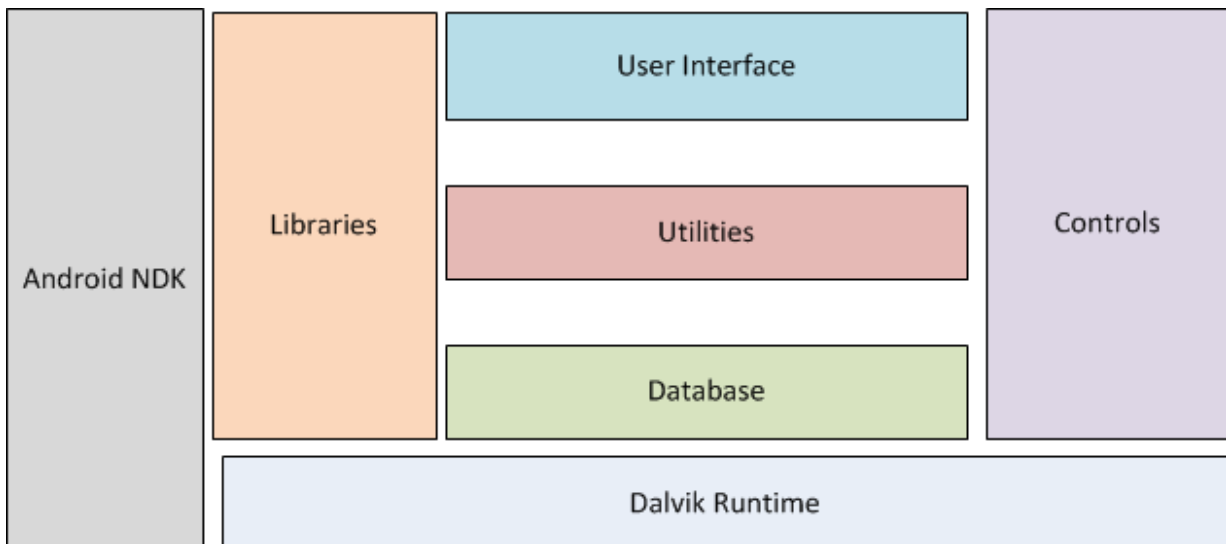 Android NDK
Libraries
User Interface
Utilities
Database
Controls
Dalvik Runtime